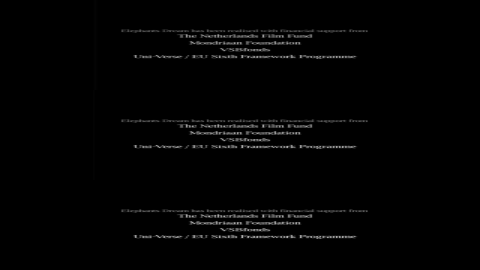 Elephants Dream has been realised with financial support from
The Netherlands Film Fund
Mondriaan Foundation
VSBfonds
Uni-Verse / EU Sixth Framework Programme
Elephants Dream has been realised with financial support from
The Netherlands Film Fund
Mondriaan Foundation
VSBfonds
Uni-Verse / EU Sixth Framework Programme
Elephants Dream has been realised with financial support from
The Netherlands Film Fund
Mondriaan Foundation
VSBfonds
Uni-Verse / EU Sixth Framework Programme